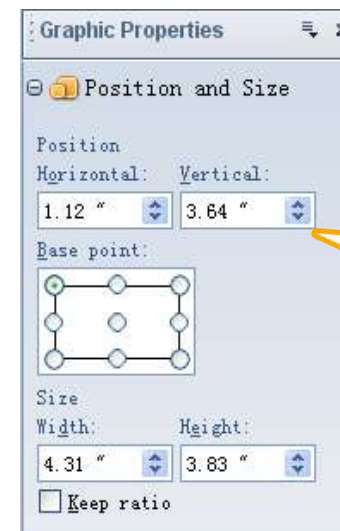 Graphic Properties
Position and Size
Position
Horizontal: Vertical:
1.12 " 3.64 "
Base point:
Size
Width: Height:
4.31 " 3.83 "
Keep ratio